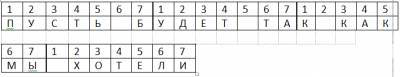 1 2 3 4 5 6 7 1 2 3 4 5 6 7 1 2 3 4 5
П У С Т Ь Б У Д Е Т Т А К К А К
6 7 1 2 3 4 5 6 7
М Ы Х О Т Е Л И